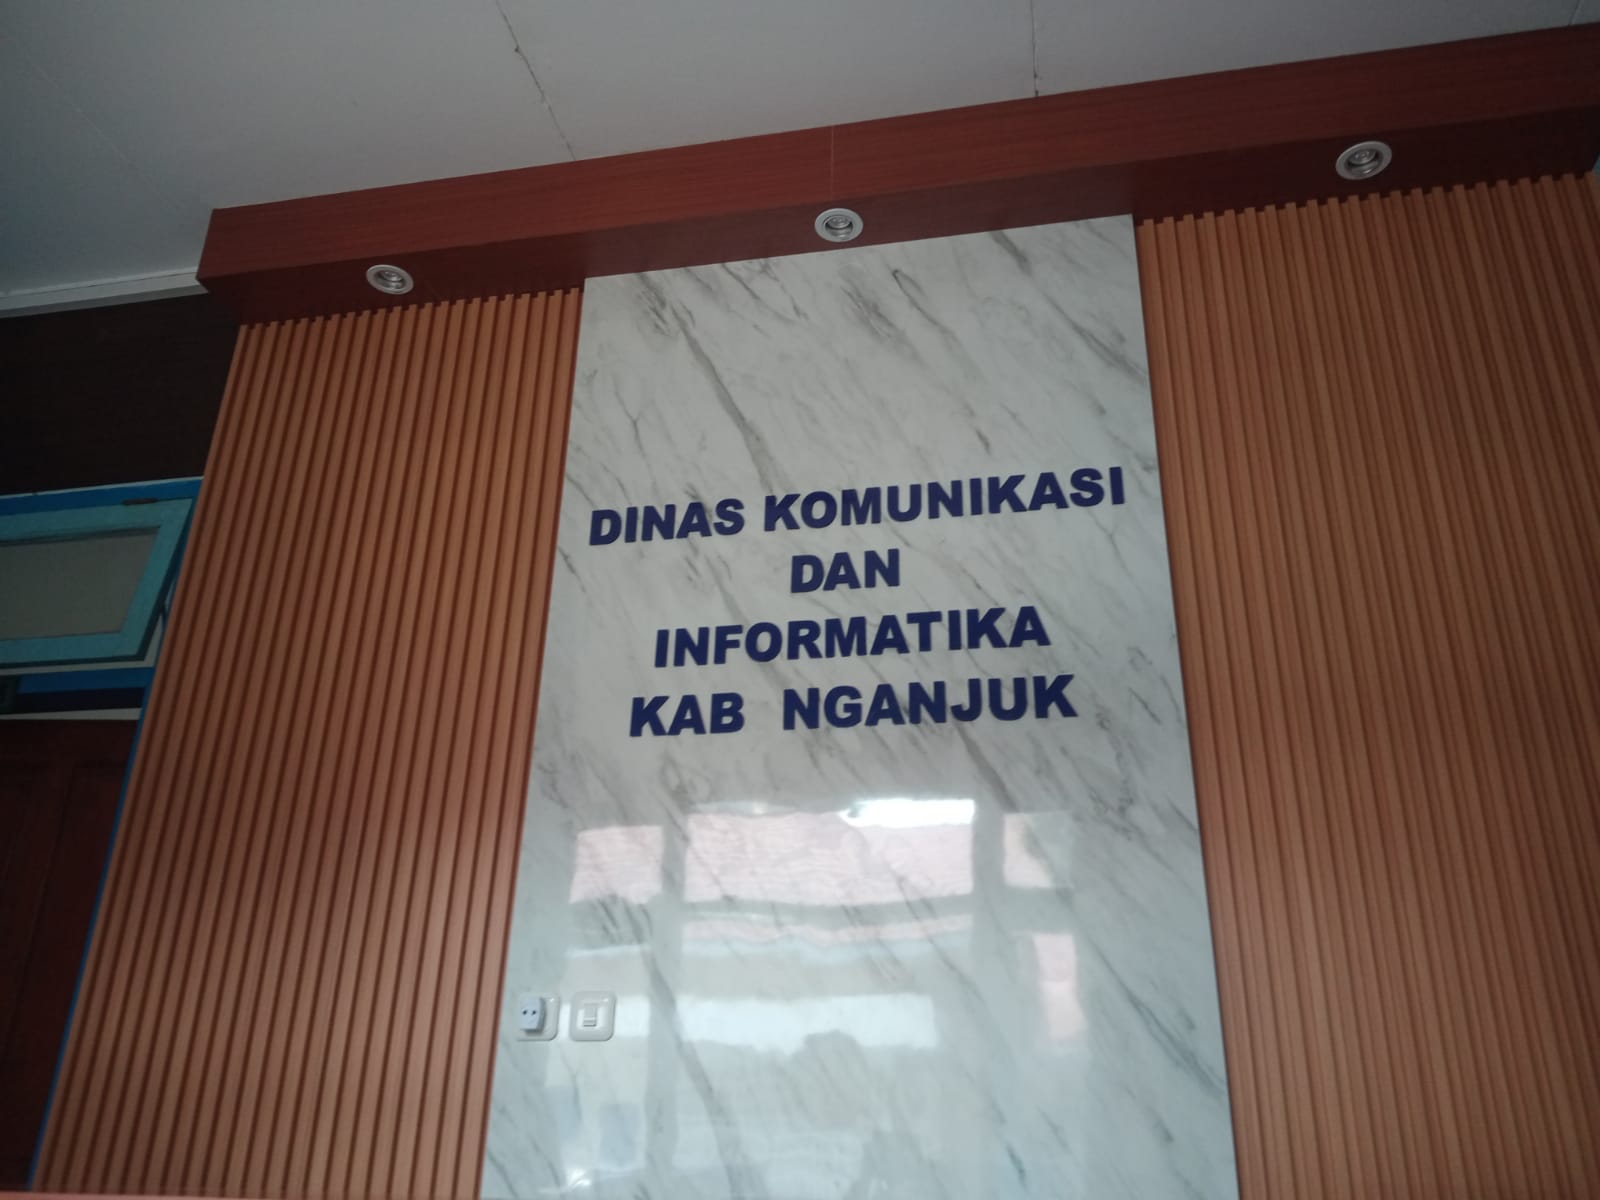 DINAS KOMUNIKASI
DAN
INFORMATIKA
KAB NGANJUK